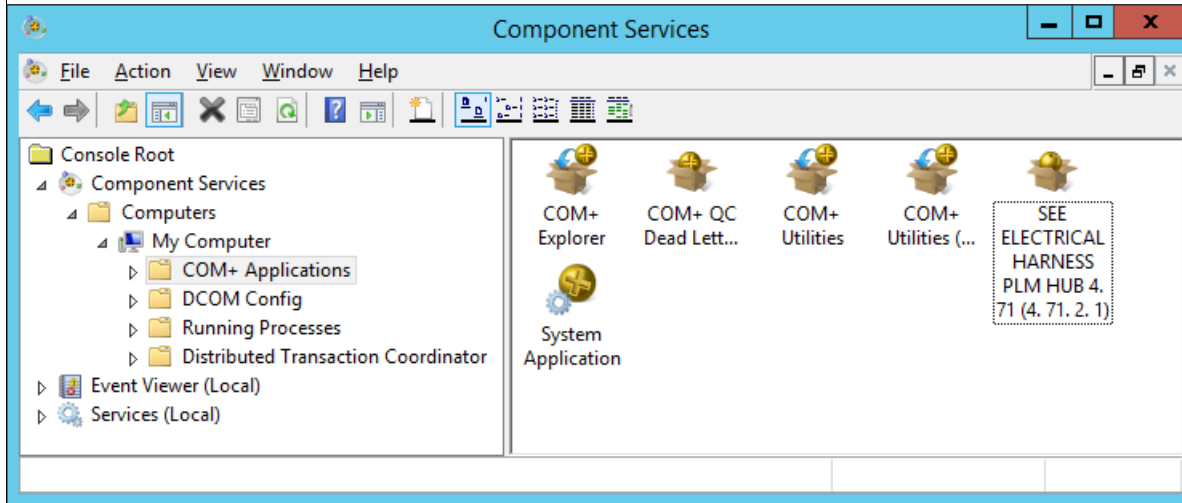 Component Services
File Action View Window Help
Console Root
Component Services
Computers
My Computer
COM+ Applications
DCOM Config
Running Processes
Distributed Transaction Coordinator
Event Viewer (Local)
Services (Local)
COM+
Explorer
COM+ QC
Dead Lett...
COM+
Utilities
COM+
Utilities (...
SEE
ELECTRICAL
HARNESS
PLM HUB 4.
71 (4. 71. 2. 1)
System
Application